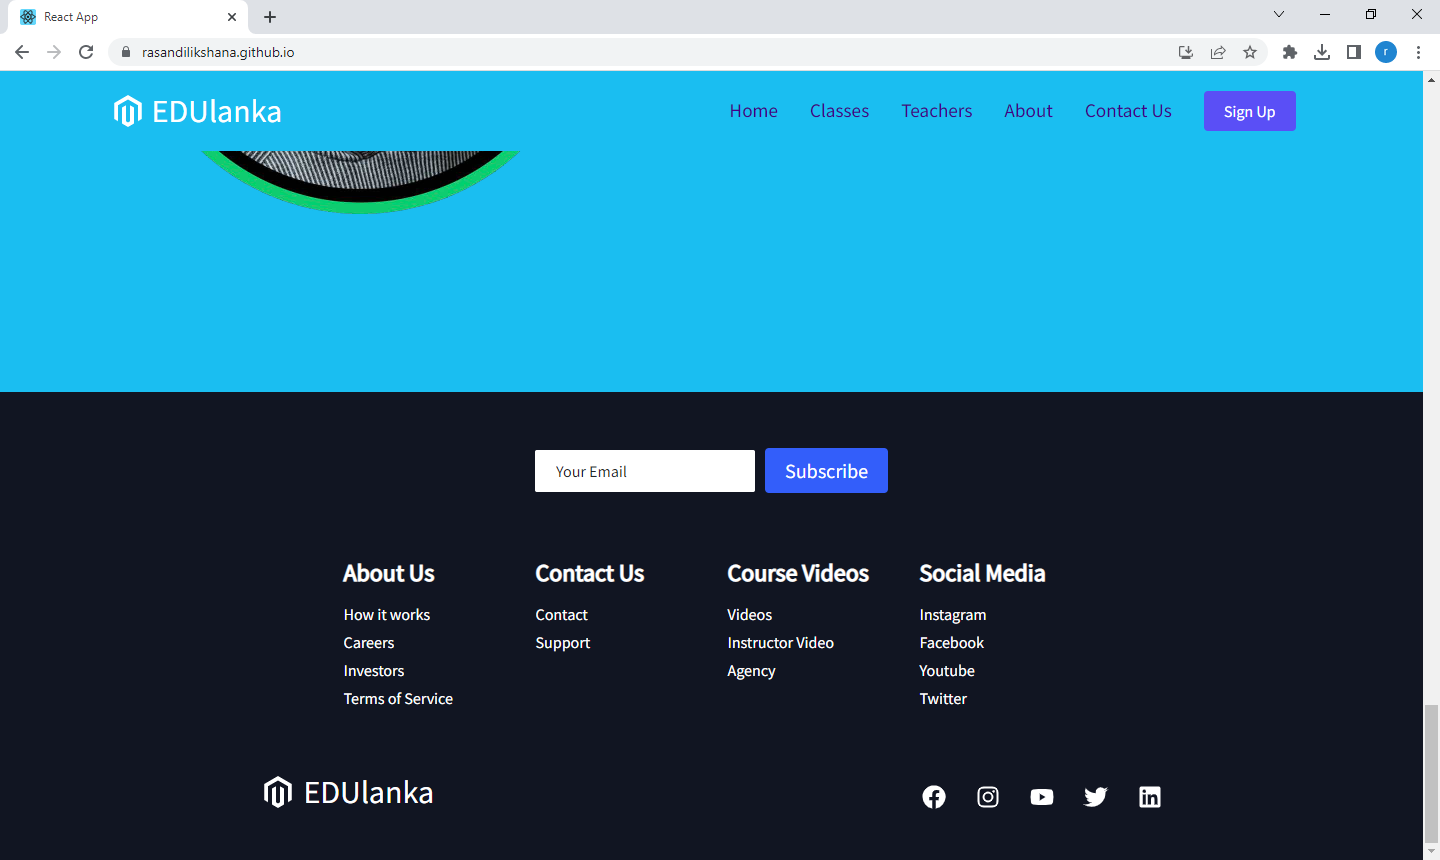 React App
rasandilikshana.github.io
r
EDUlanka
Home Classes Teachers About Contact Us Sign Up
Your Email Subscribe
About Us Contact Us Course Videos Social Media
How it works Contact Videos Instagram
Careers Support Instructor Video Facebook
Investors Agency Youtube
Terms of Service Twitter
EDUlanka